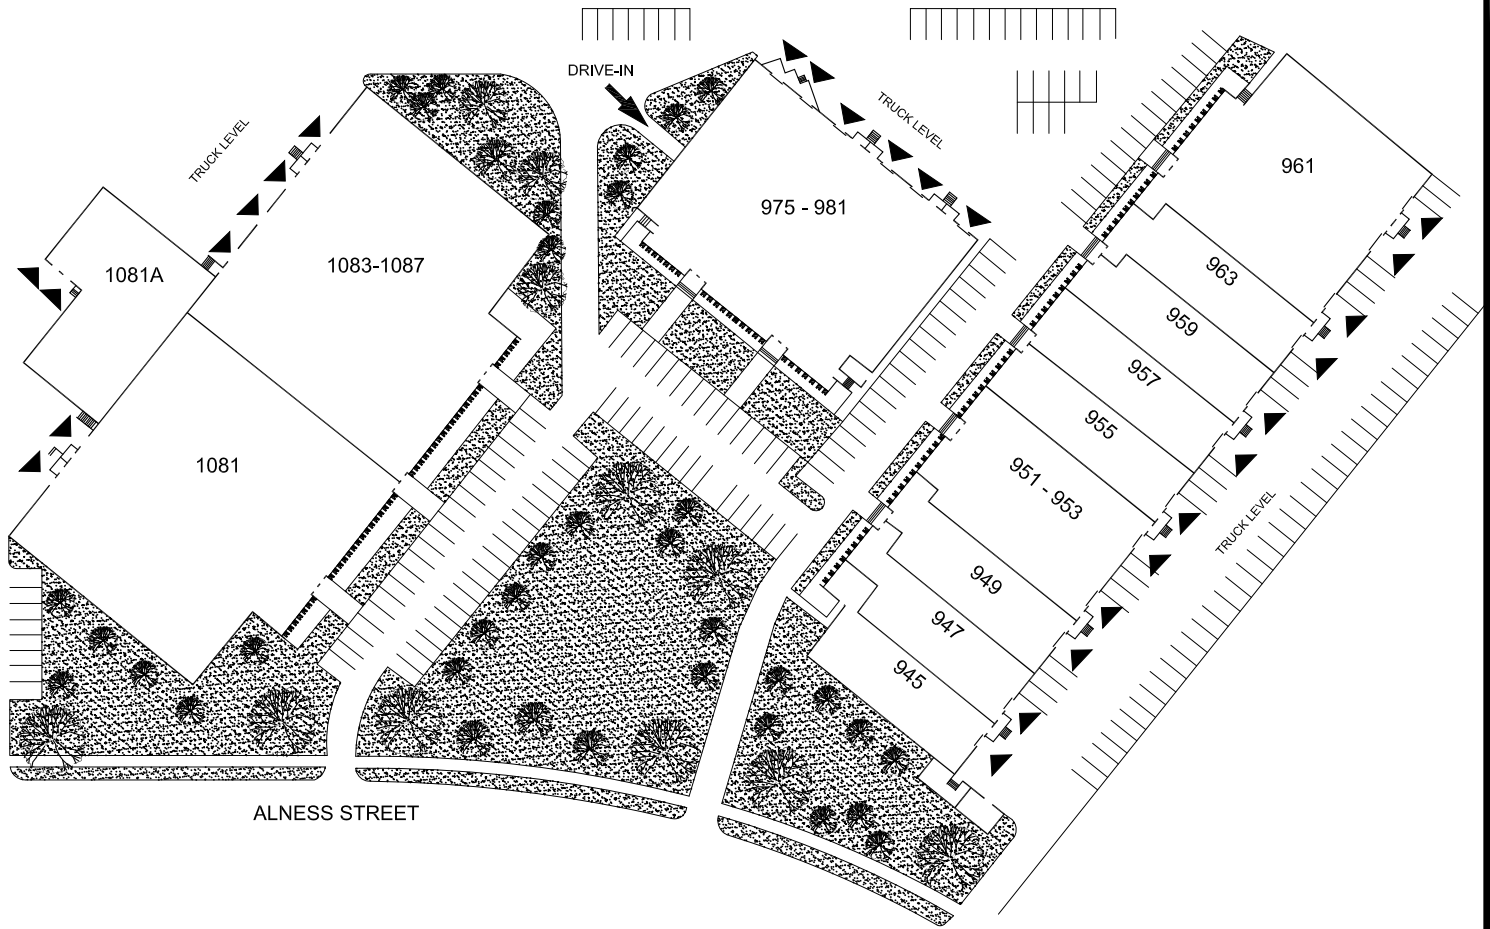 DRIVE-IN
TRUCK LEVEL
TRUCK LEVEL
961
975 - 981
1081A
1083-1087
963
959
957
955
1081
951 - 953
TRUCK LEVEL
949
947
945
ALNESS STREET